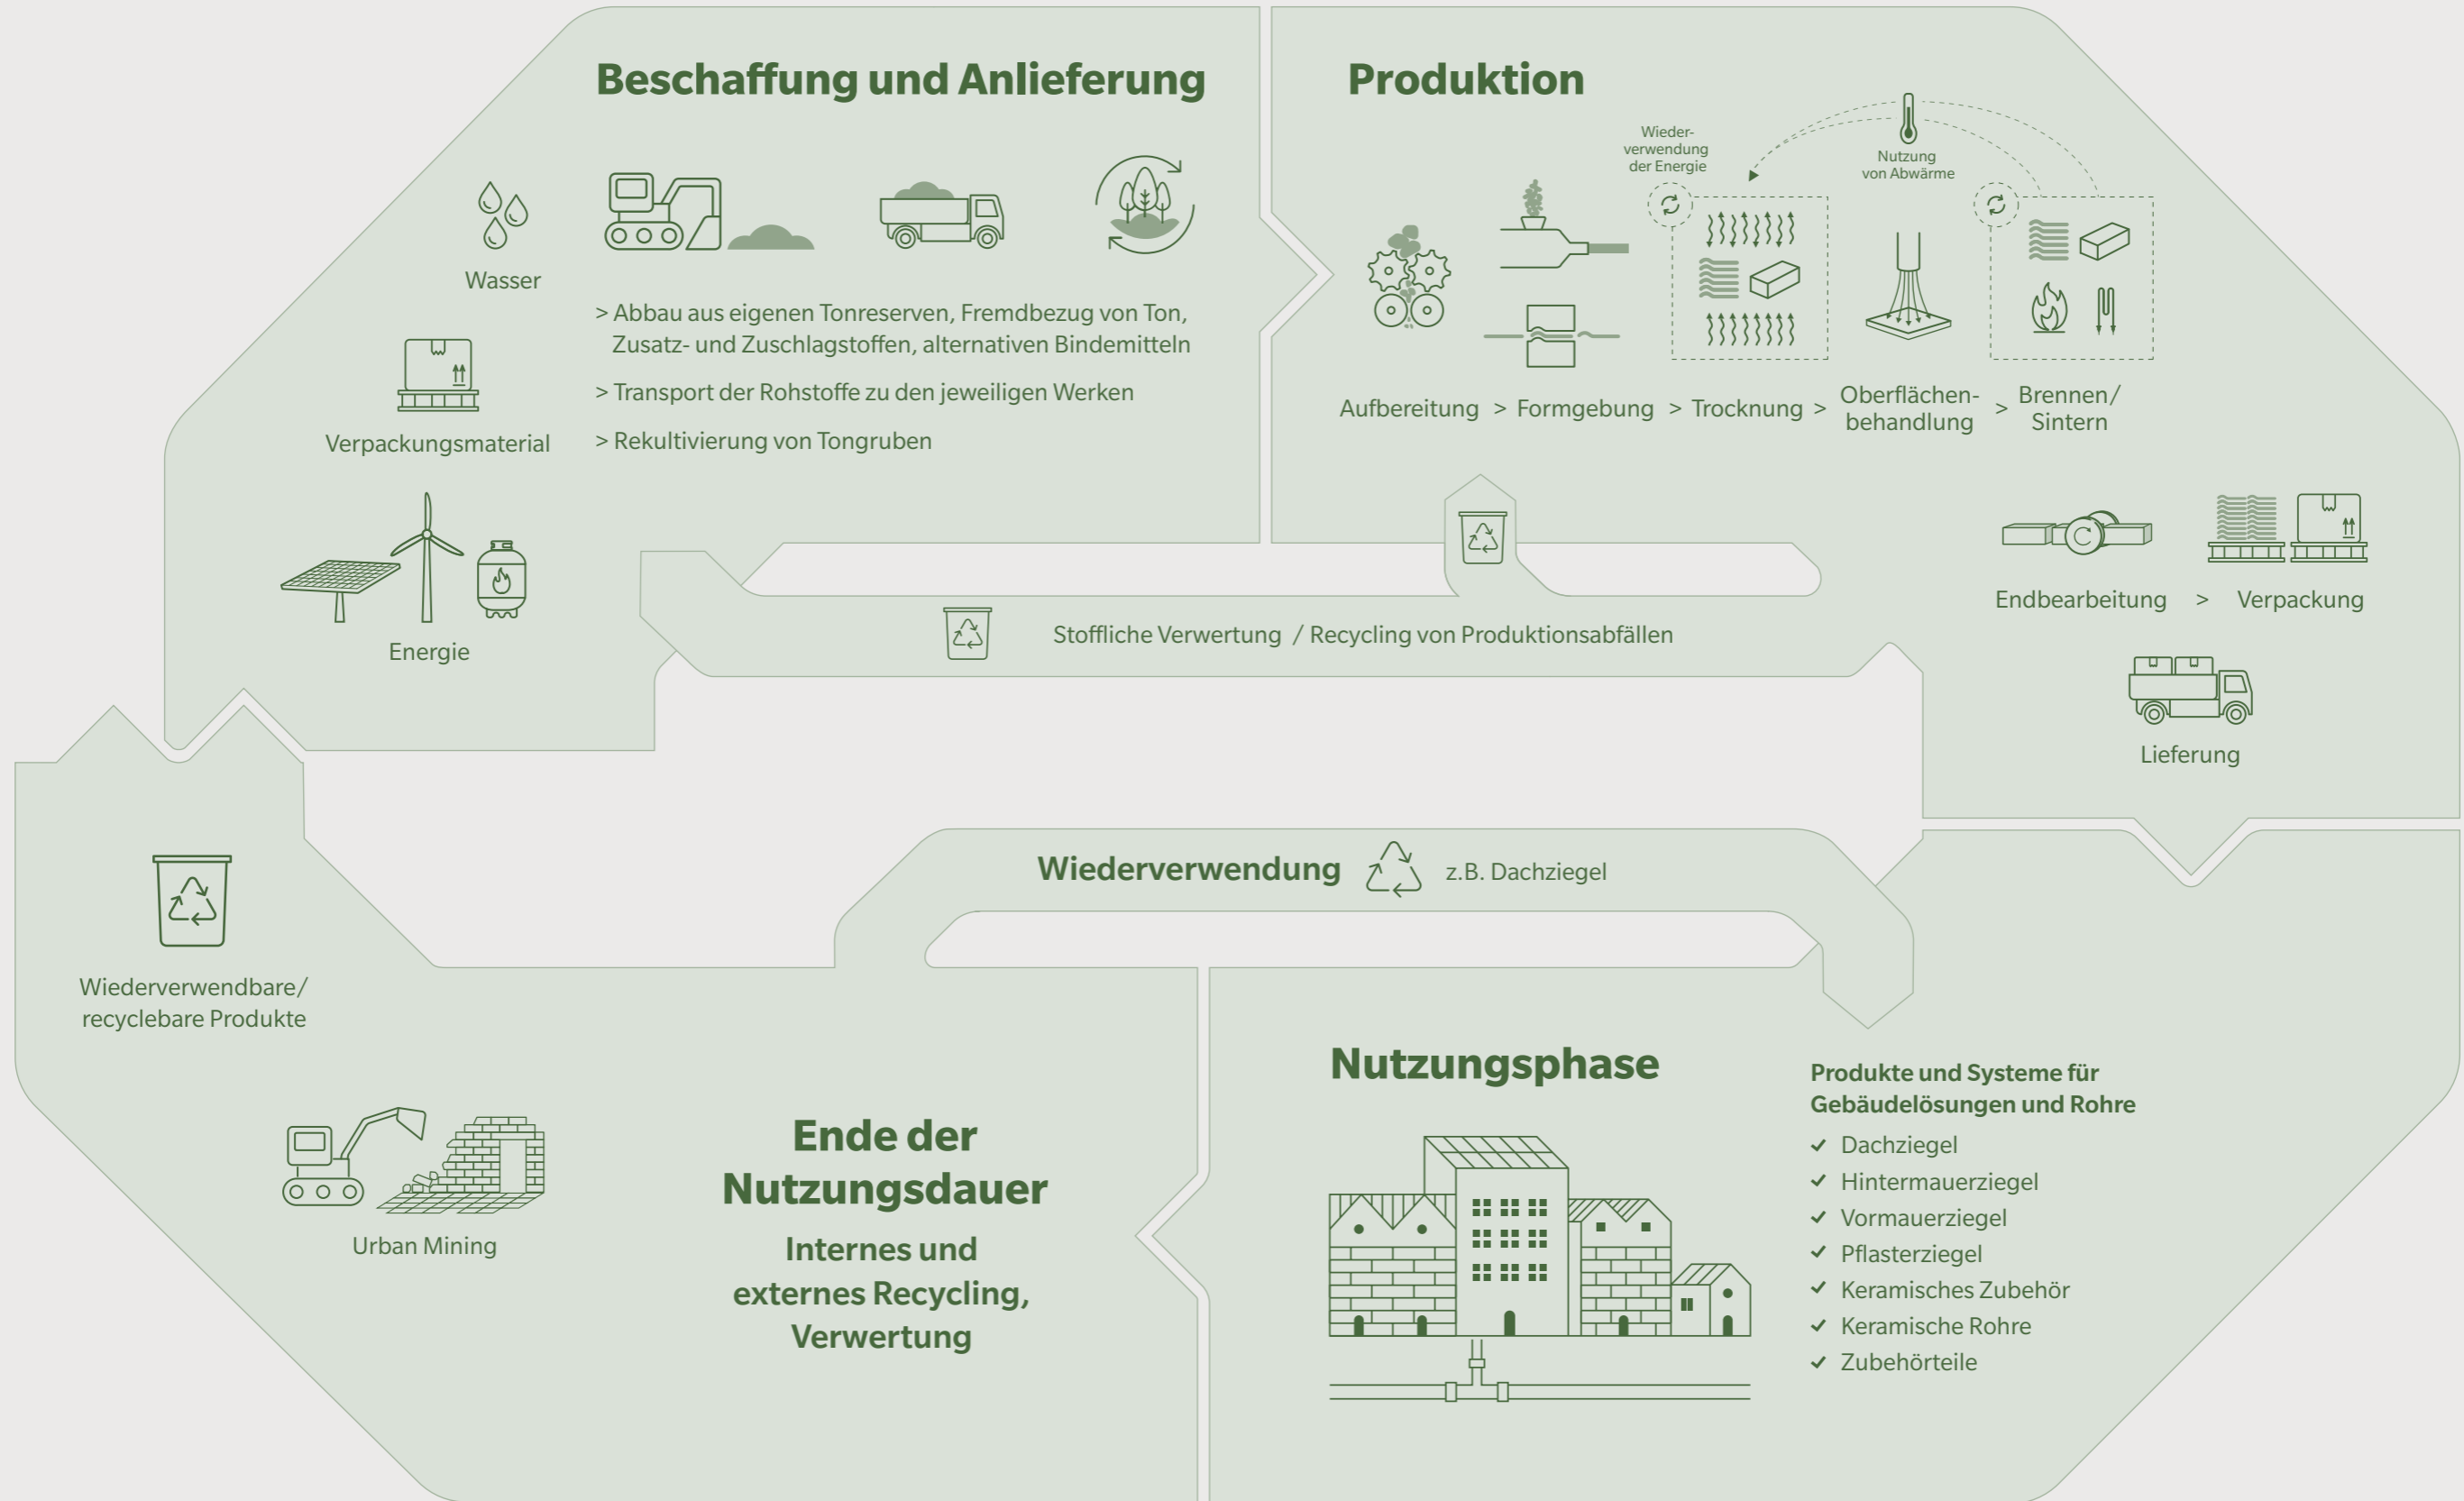 Beschaffung und Anlieferung
Wasser
Verpackungsmaterial
Energie
> Abbau aus eigenen Tonreserven, Fremdbezug von Ton,
Zusatz- und Zuschlagstoffen, alternativen Bindemitteln
> Transport der Rohstoffe zu den jeweiligen Werken
> Rekultivierung von Tongruben
Produktion
Wieder-
verwendung
der Energie
Nutzung
von Abwärme
Aufbereitung > Formgebung > Trocknung > Oberflächen-
behandlung > Brennen/
Sintern
Endbearbeitung > Verpackung
Lieferung
Stoffliche Verwertung / Recycling von Produktionsabfällen
Wiederverwendung z.B. Dachziegel
Nutzungsphase
Produkte und Systeme für
Gebäudelösungen und Rohre
✓ Dachziegel
✓ Hintermauerziegel
✓ Vormauerziegel
✓ Pflasterziegel
✓ Keramisches Zubehör
✓ Keramische Rohre
✓ Zubehörteile
Ende der
Nutzungsdauer
Internes und
externes Recycling,
Verwertung
Urban Mining
Wiederverwendbare/
recyclebare Produkte